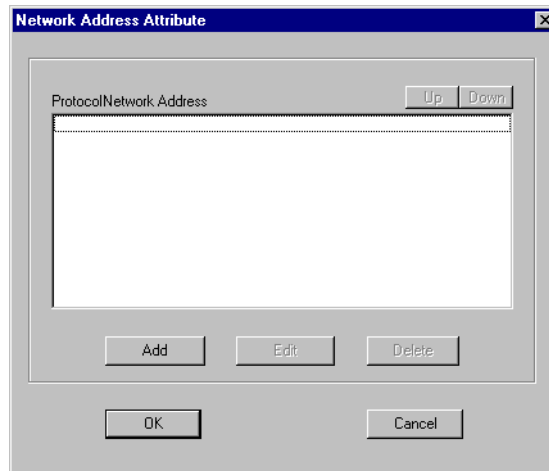 Network Address Attribute
ProtocolNetwork Address
Up Down
Add Edit Delete
OK Cancel